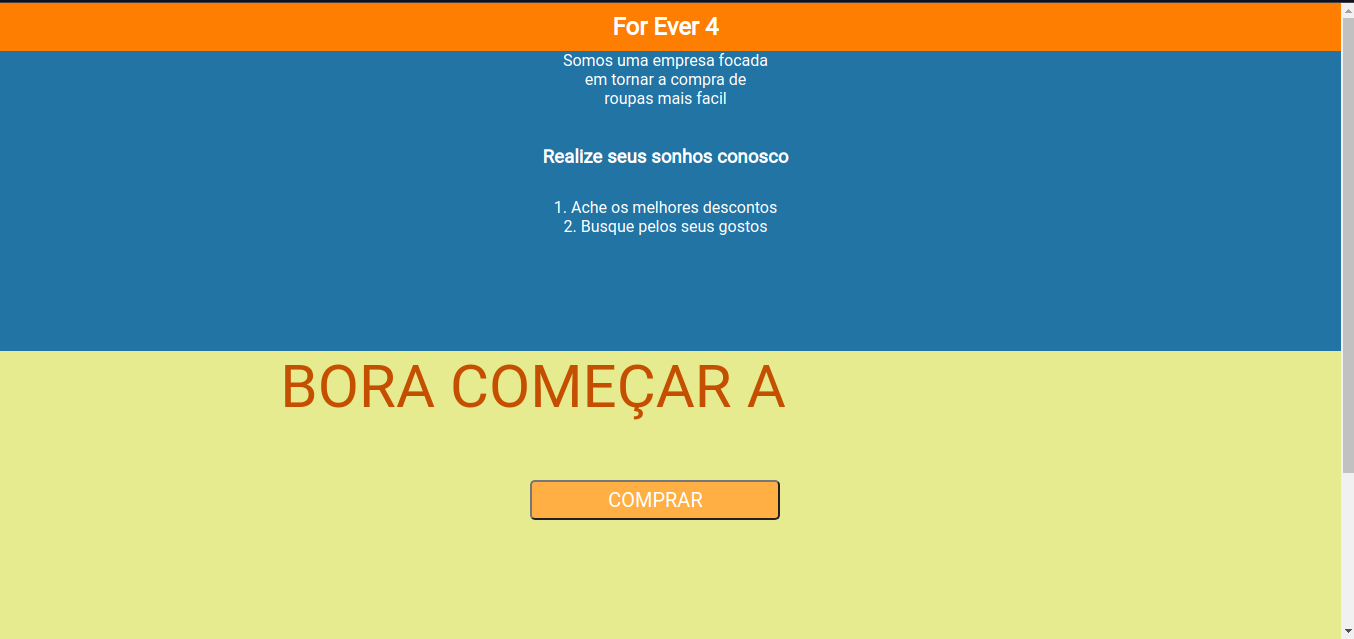 For Ever 4
Somos uma empresa focada
em tornar a compra de
roupas mais facil
Realize seus sonhos conosco
1. Ache os melhores descontos
2. Busque pelos seus gostos
BORA COMEÇAR A
COMPRAR